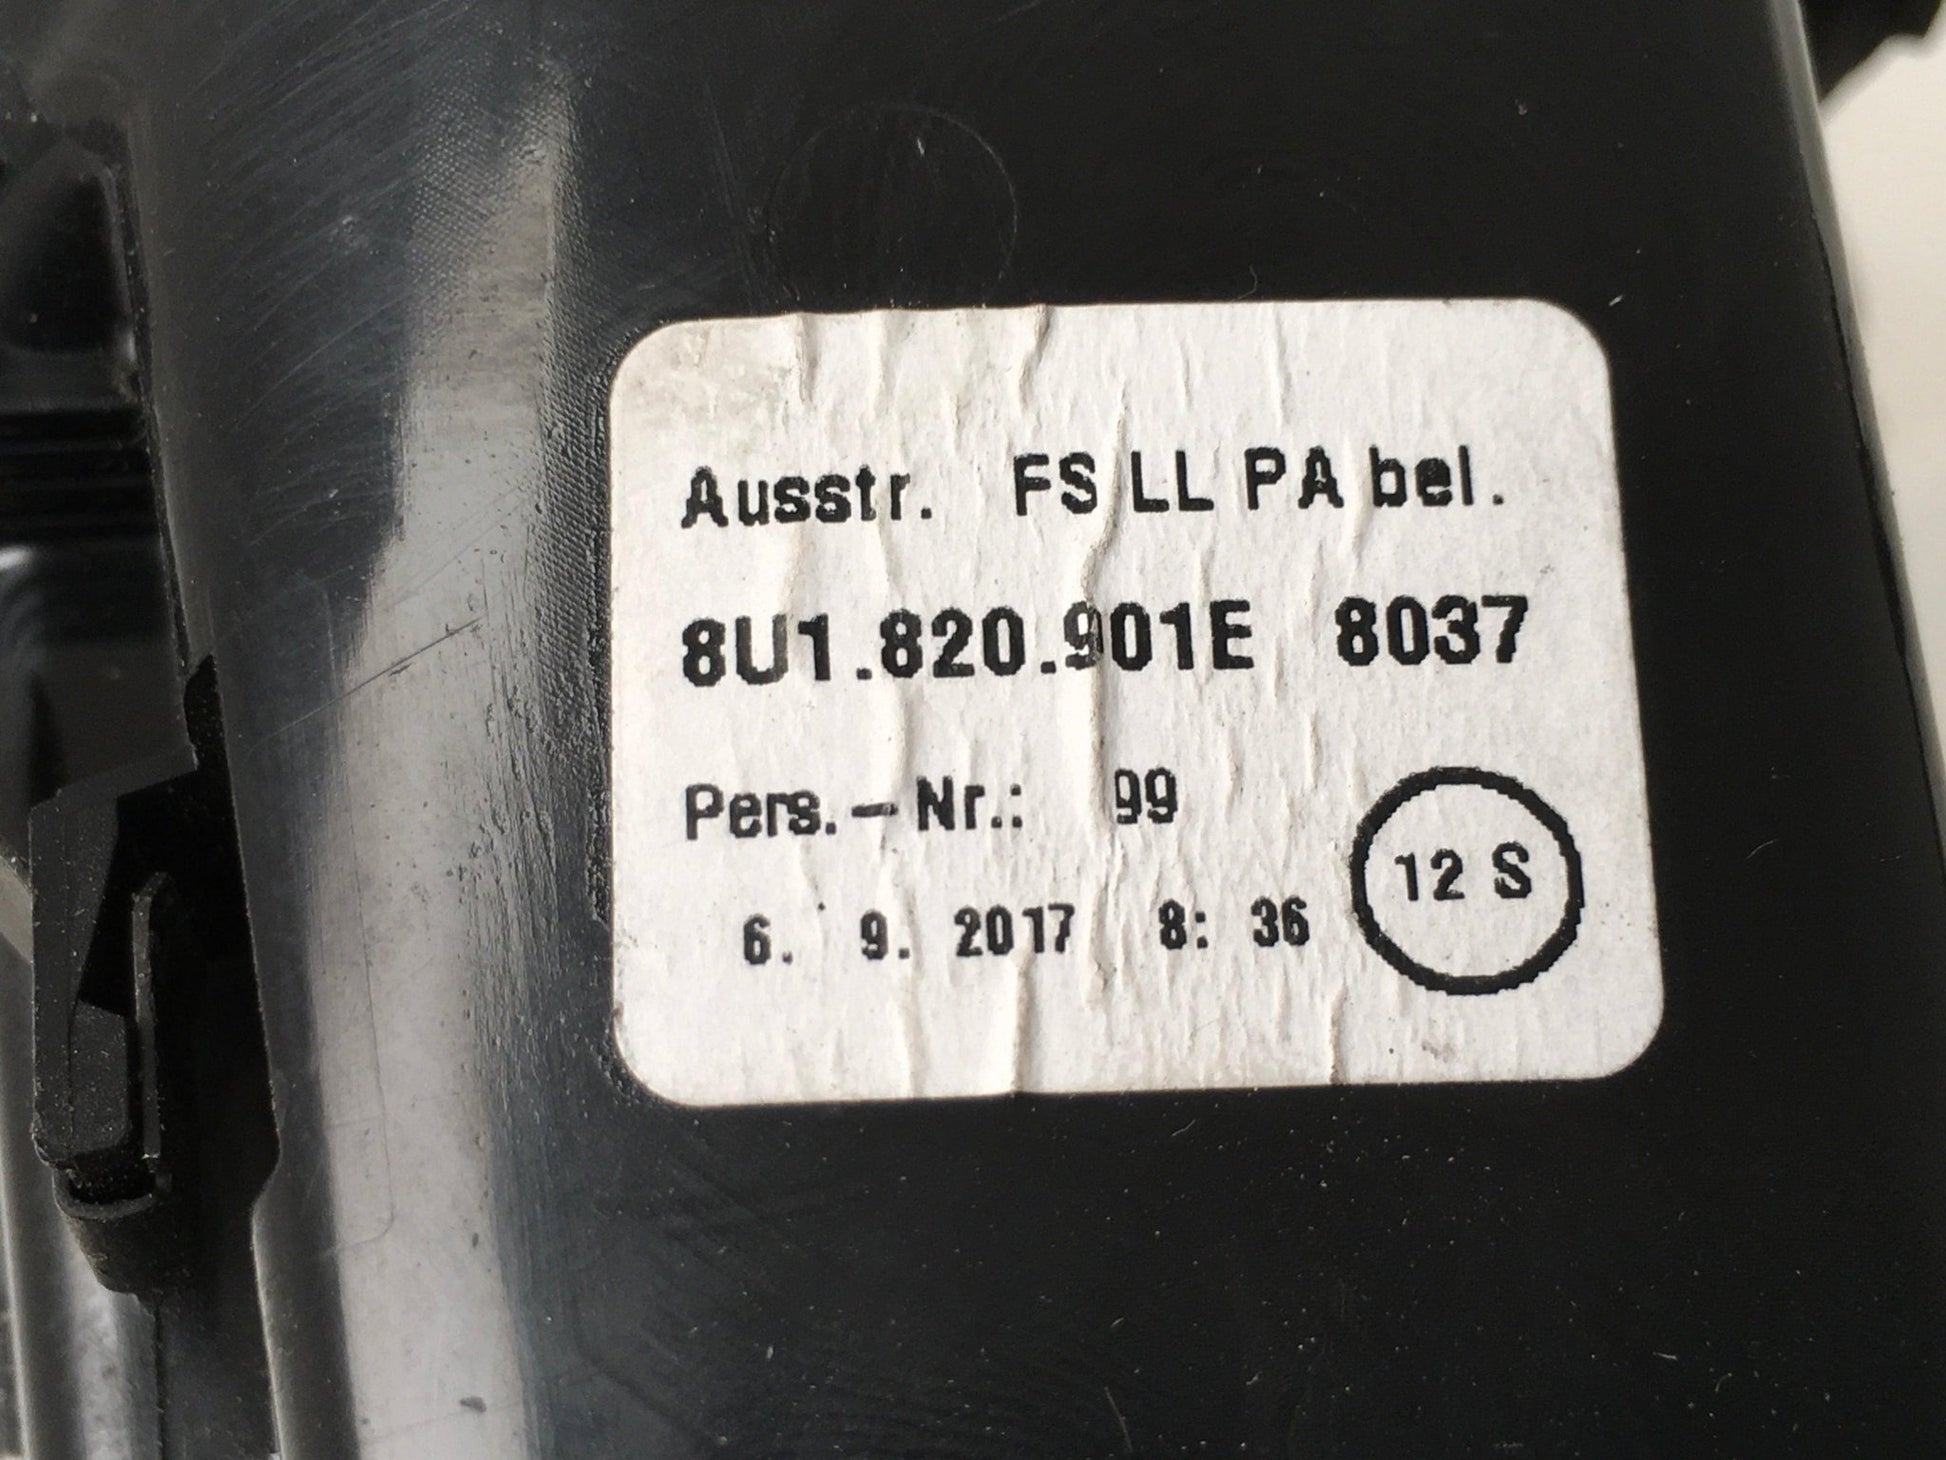 Ausstr. FS LL PA bel.
8U1.820.901E 8037
Pers.-Nr.: 99
12 S
6. 9. 2017 8: 36